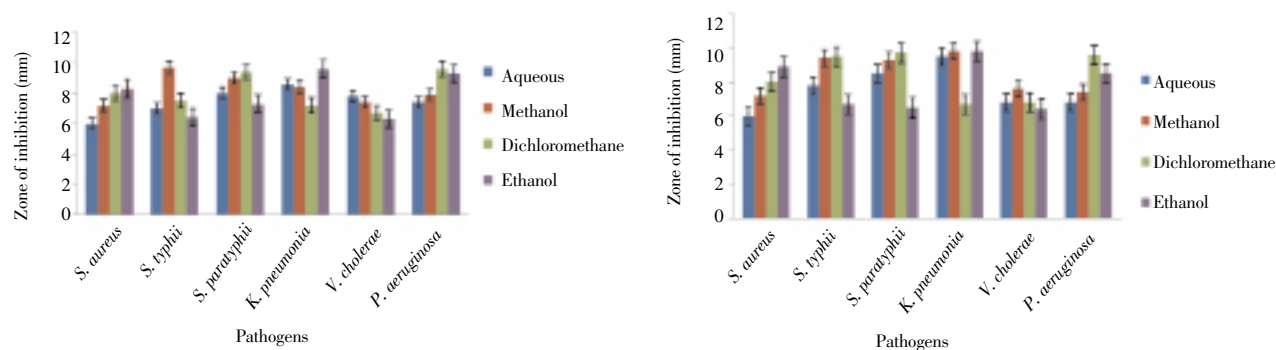 Zone of inhibition (mm)
12
10
8
6
4
2
0
S. aureus
S. typhii
S. paratyphii
K. pneumonia
V. cholerae
P. aeruginosa
Pathogens
Aqueous
Methanol
Dichloromethane
Ethanol
Zone of inhibition (mm)
12
10
8
6
4
2
0
S. aureus
S. typhii
S. paratyphii
K. pneumonia
V. cholerae
P. aeruginosa
Pathogens
Aqueous
Methanol
Dichloromethane
Ethanol